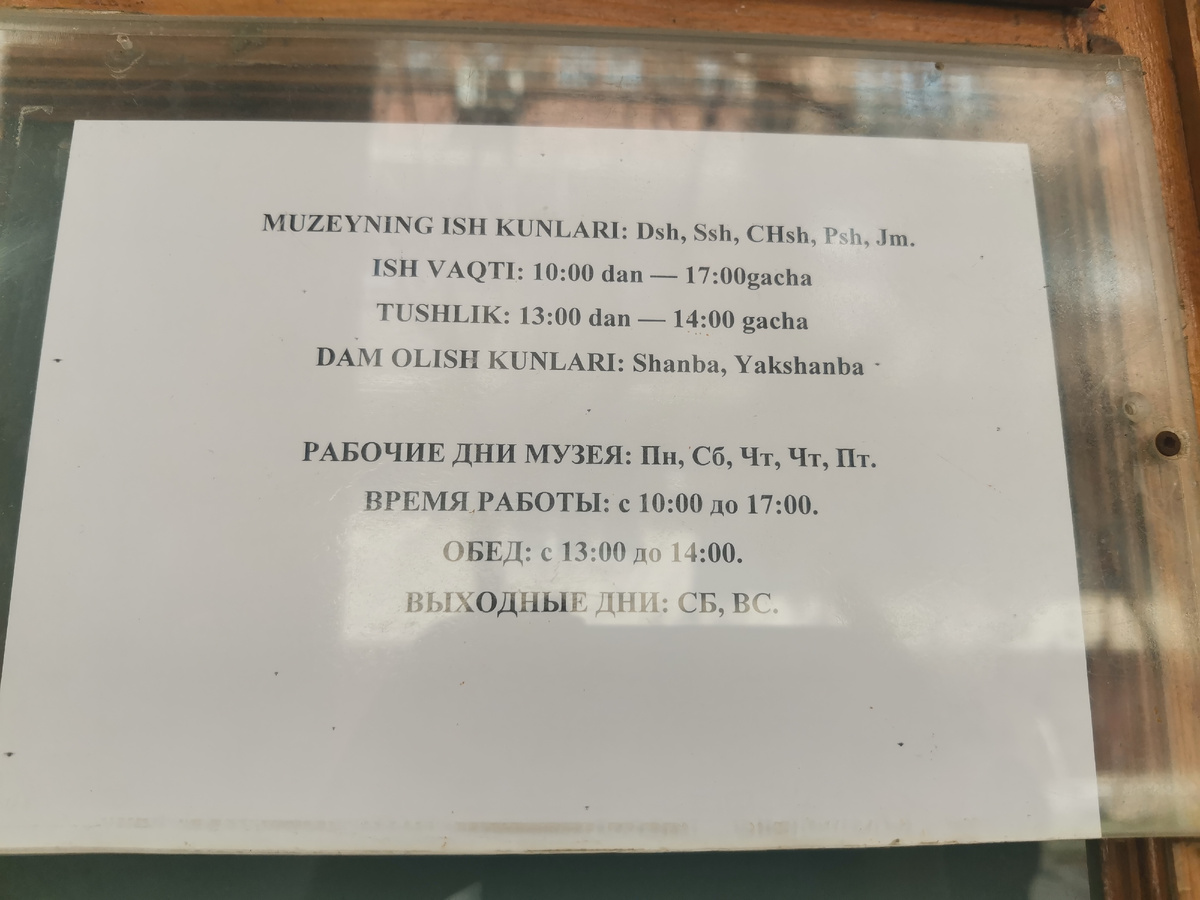 MUZEYNING ISH KUNLARI: Dsh, Ssh, CHsh, Psh, Jm.
ISH VAQTI: 10:00 dan — 17:00gacha
TUSHLIK: 13:00 dan — 14:00 gacha
DAM OLISH KUNLARI: Shanba, Yakshanba
РАБОЧИЕ ДНИ МУЗЕЯ: Пн, Сб, Чт, Чт, Пт.
ВРЕМЯ РАБОТЫ: с 10:00 до 17:00.
ОБЕД: с 13:00 до 14:00.
ВЫХОДНЫЕ ДНИ: СБ, ВС.